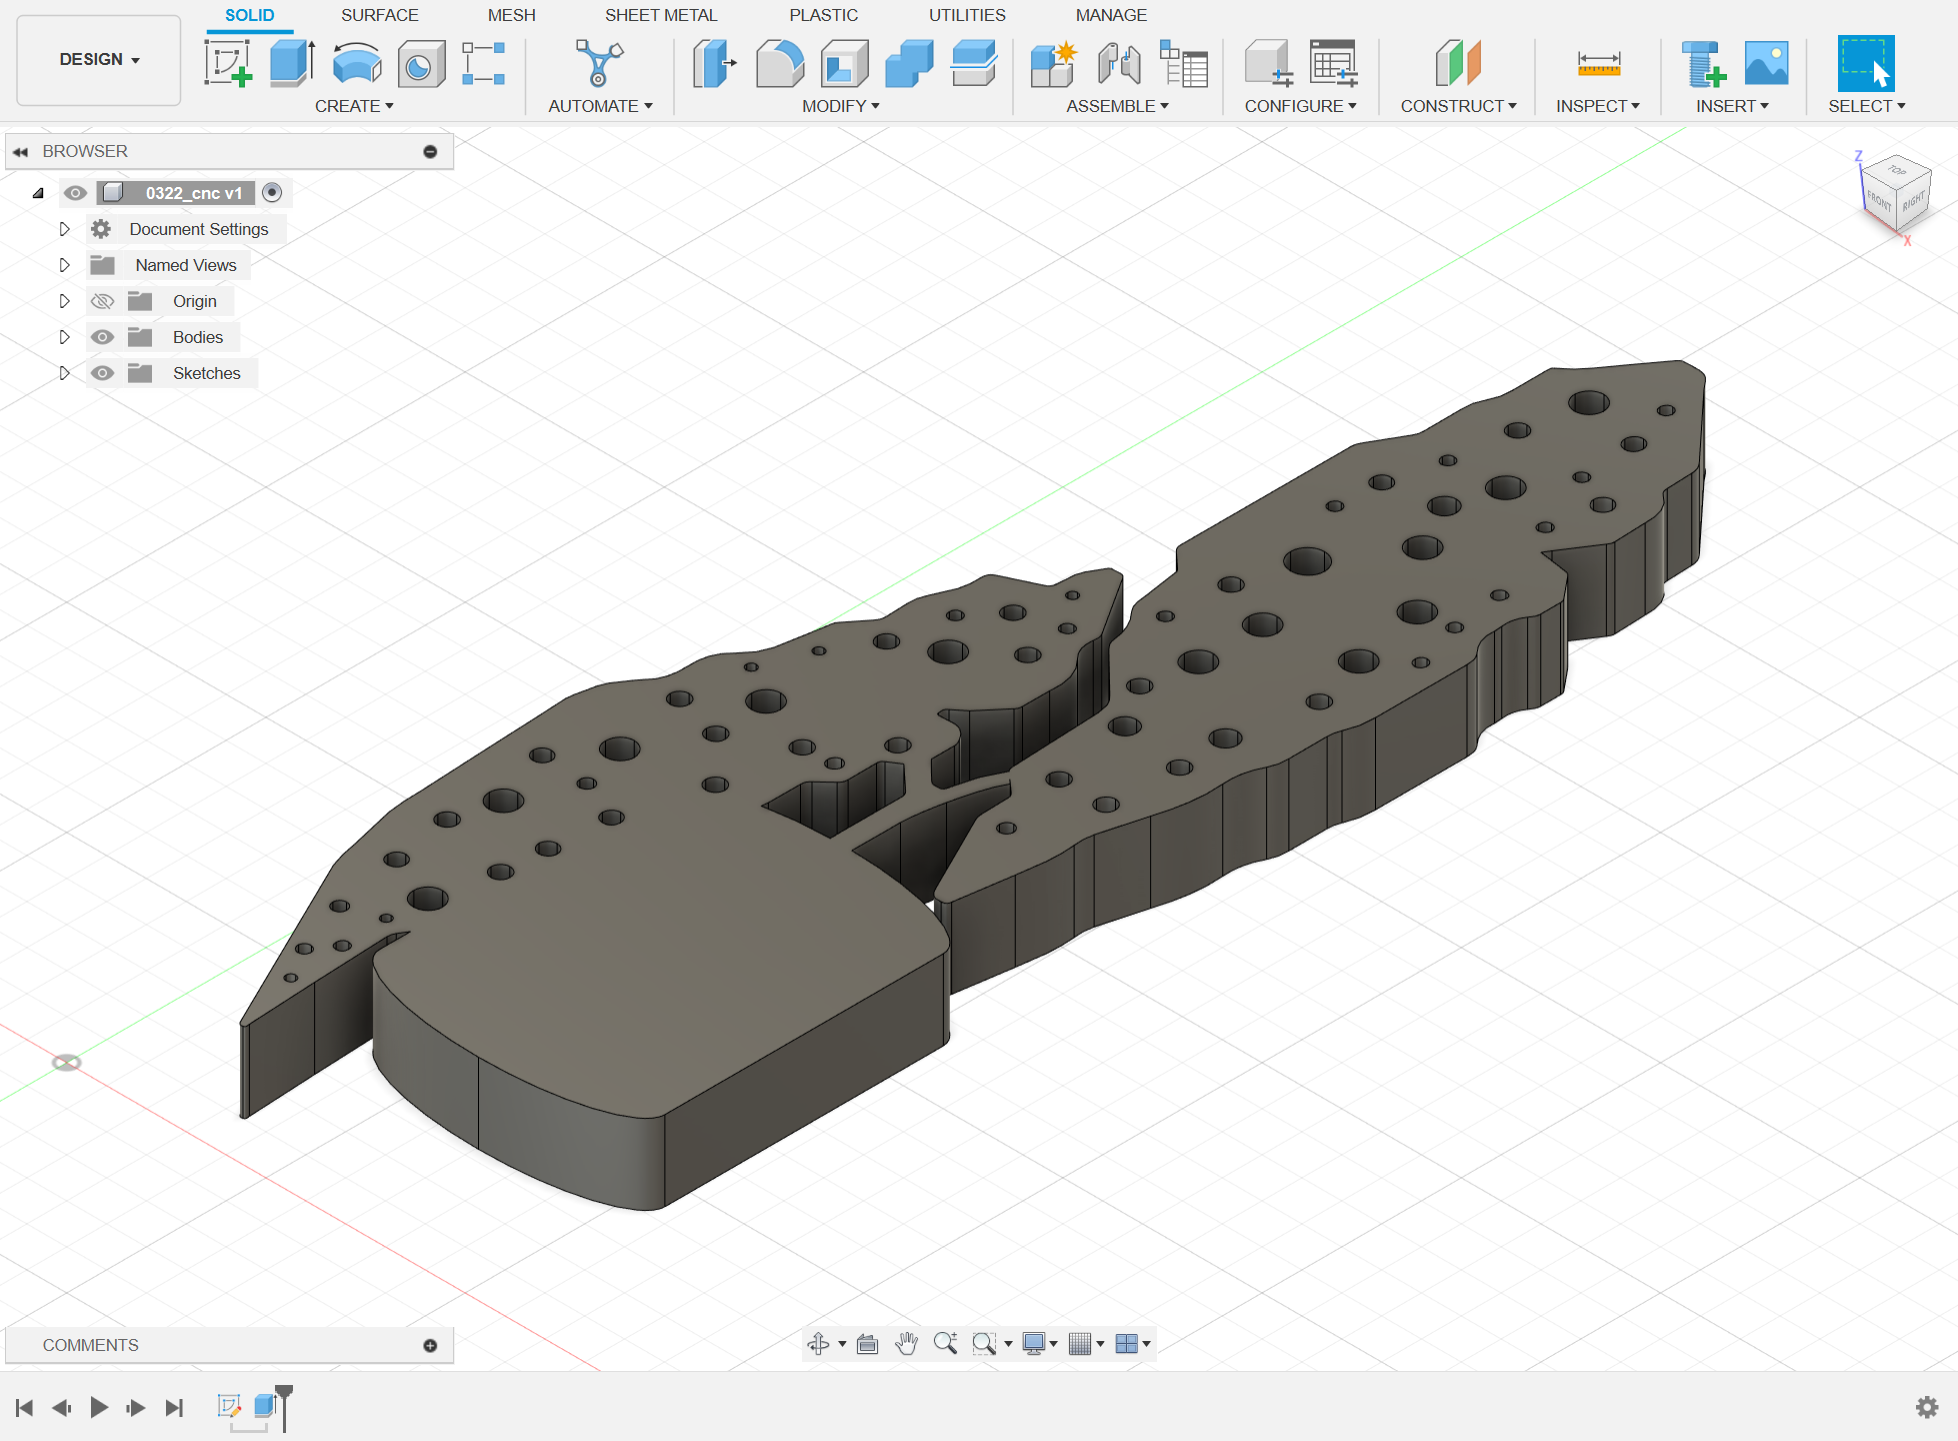 SOLID SURFACE MESH SHEET METAL PLASTIC UTILITIES MANAGE
DESIGN
CREATE AUTOMATE MODIFY ASSEMBLE CONFIGURE CONSTRUCT INSPECT INSERT SELECT
BROWSER
0322_cnc v1
Document Settings
Named Views
Origin
Bodies
Sketches
Z
TOP
FRONT RIGHT
X
COMMENTS